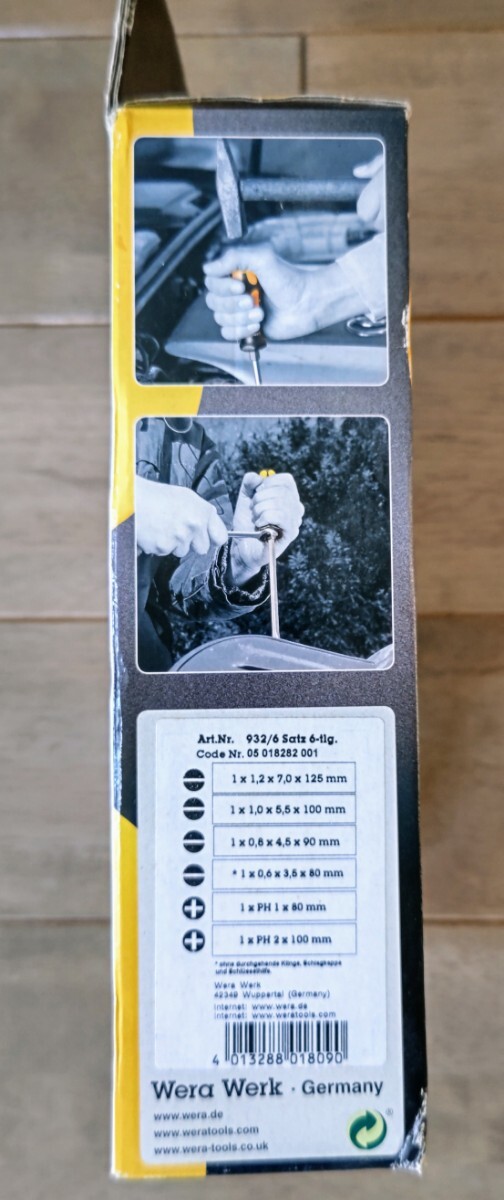 Art.Nr. 932/6 Satz 6-tlg.
Code Nr. 05 018282 001
1 x 1,2 x 7,0 x 125 mm
1 x 1,0 x 5,5 x 100 mm
1 x 0,8 x 4,5 x 90 mm
* 1 x 0,6 x 3,5 x 80 mm
1 x PH 1 x 80 mm
1 x PH 2 x 100 mm
* ohne durchgehende Klinge, Schlagkappe
und Schlüsselhilfe.
Wera Werk
42349 Wuppertal (Germany)
Internet: www.wera.de
Internet: www.weratools.com
4 013288 018090
Wera Werk · Germany
www.wera.de
www.weratools.com
www.wera-tools.co.uk
®